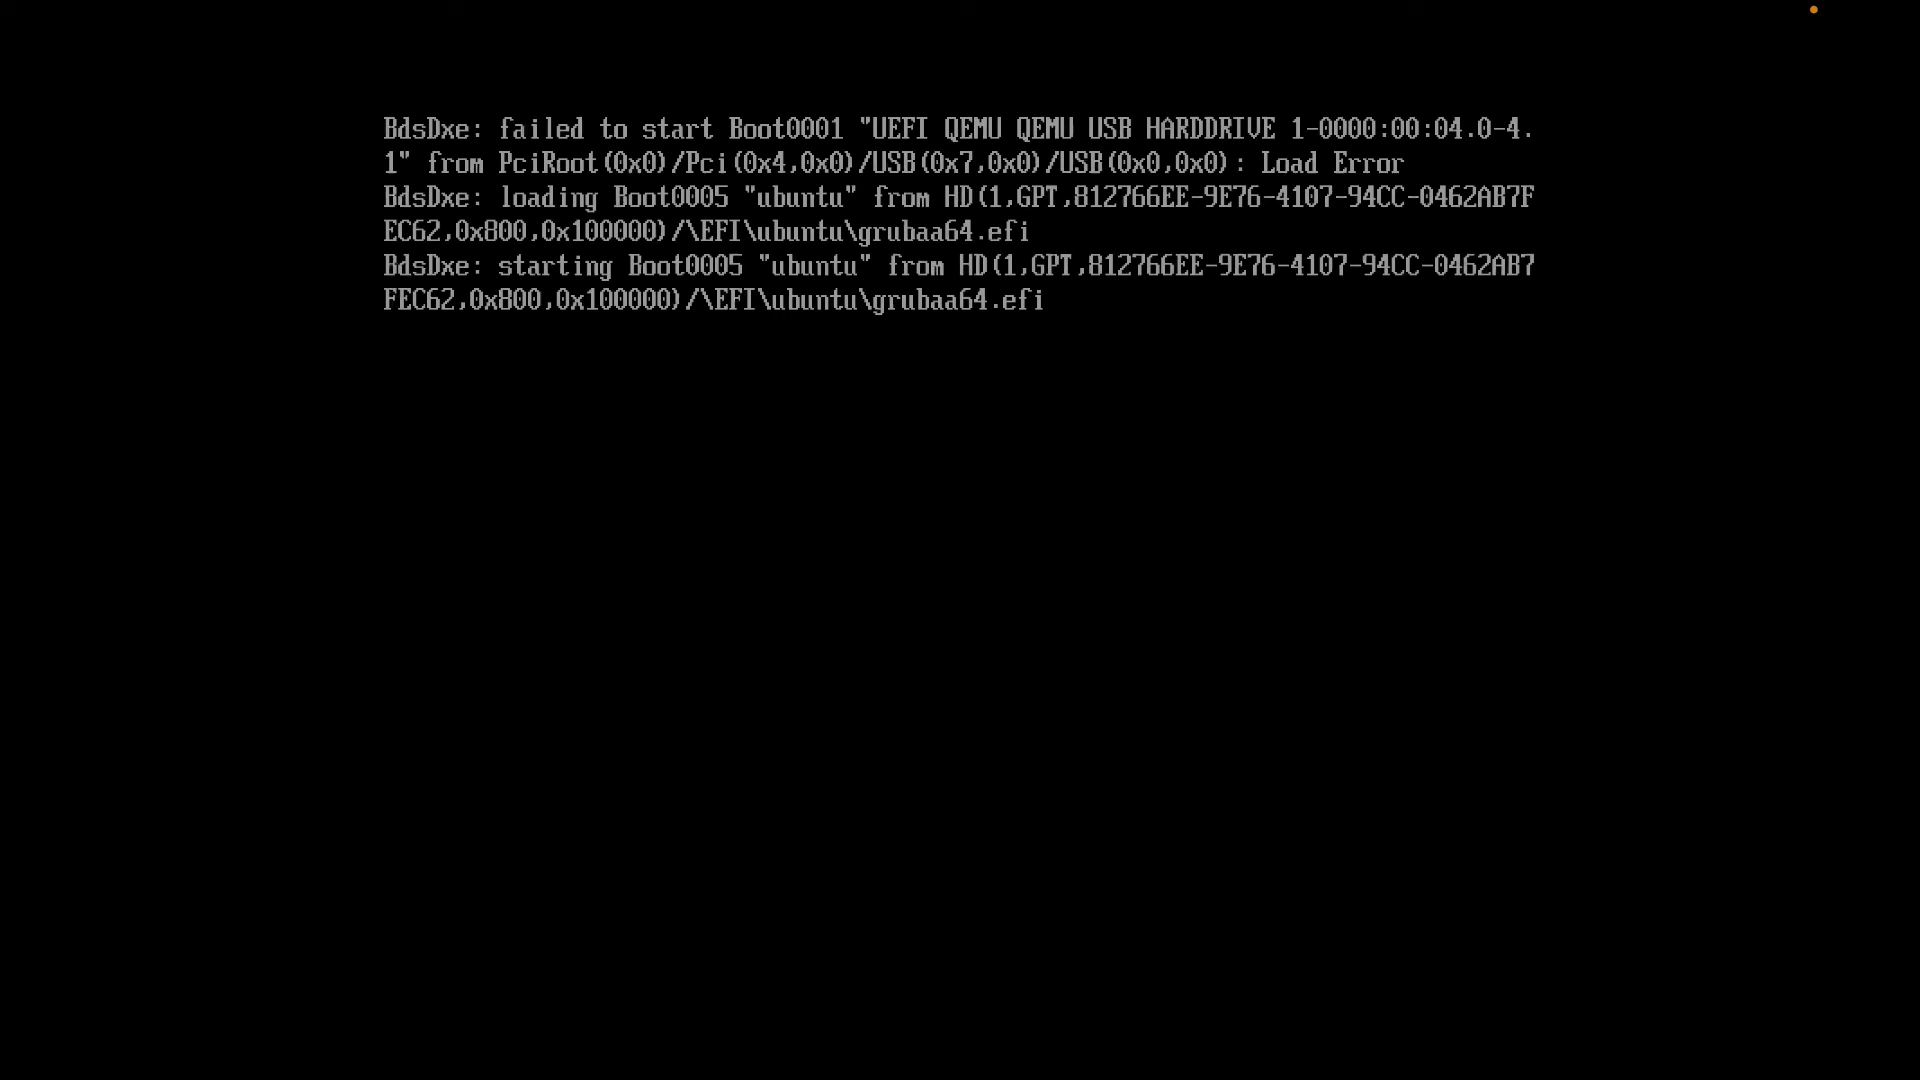 BdsDxe: failed to start Boot0001 "UEFI QEMU QEMU USB HARDDRIVE 1-0000:00:04.0-4.
1" from PciRoot(0x0)/Pci(0x4,0x0)/USB(0x7,0x0)/USB(0x0,0x0): Load Error
BdsDxe: loading Boot0005 "ubuntu" from HD(1,GPT,812766EE-9E76-4107-94CC-0462AB7F
EC62,0x800,0x100000)/\EFI\ubuntu\grubaa64.efi
BdsDxe: starting Boot0005 "ubuntu" from HD(1,GPT,812766EE-9E76-4107-94CC-0462AB7
FEC62,0x800,0x100000)/\EFI\ubuntu\grubaa64.efi